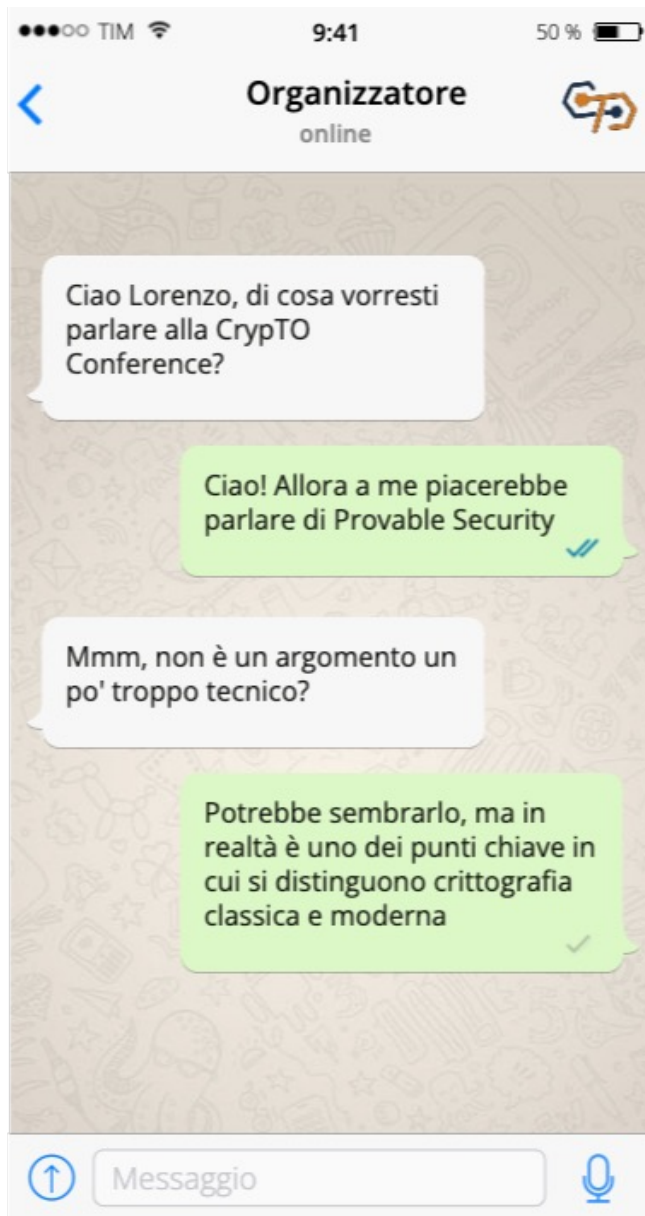 TIM 9:41 50 %
Organizzatore
online
Ciao Lorenzo, di cosa vorresti
parlare alla CrypTO
Conference?
Ciao! Allora a me piacerebbe
parlare di Provable Security
Mmm, non è un argomento un
po' troppo tecnico?
Potrebbe sembrarlo, ma in
realtà è uno dei punti chiave in
cui si distinguono crittografia
classica e moderna
Messaggio